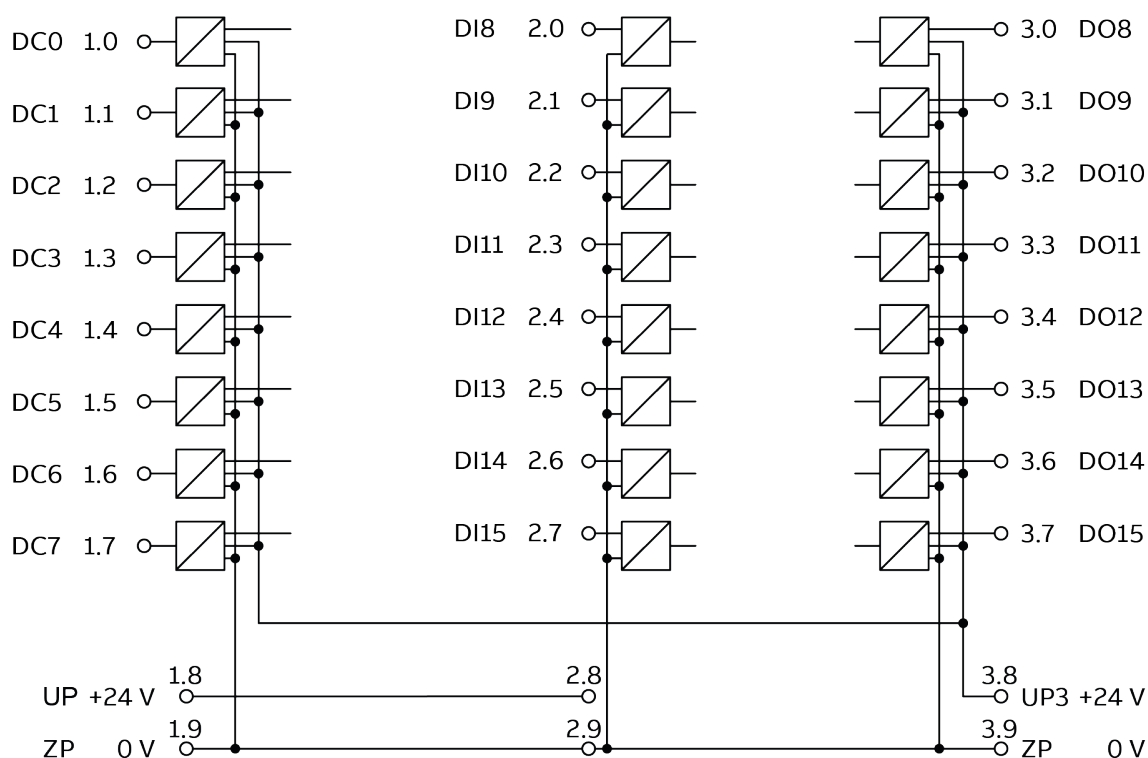 DC0 1.0 DI8 2.0 3.0 DO8
DC1 1.1 DI9 2.1 3.1 DO9
DC2 1.2 DI10 2.2 3.2 DO10
DC3 1.3 DI11 2.3 3.3 DO11
DC4 1.4 DI12 2.4 3.4 DO12
DC5 1.5 DI13 2.5 3.5 DO13
DC6 1.6 DI14 2.6 3.6 DO14
DC7 1.7 DI15 2.7 3.7 DO15
1.8 2.8 3.8
UP +24 V UP3 +24 V
1.9 2.9 3.9
ZP 0 V ZP 0 V